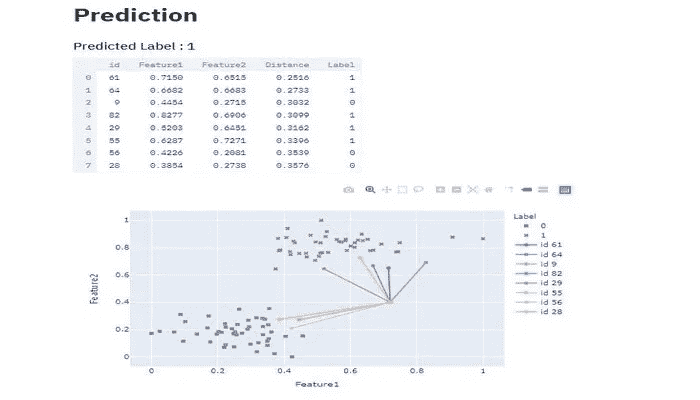 Prediction
Predicted Label : 1
id Feature1 Feature2 Distance Label
0 61 0.7150 0.6515 0.2516 1
1 64 0.6682 0.6683 0.2733 1
2 9 0.4454 0.2715 0.3032 0
3 82 0.8277 0.6906 0.3099 1
4 29 0.5203 0.6451 0.3162 1
5 55 0.6287 0.7271 0.3396 1
6 56 0.4226 0.2081 0.3539 0
7 28 0.3854 0.2738 0.3576 0
Label
0
1
id 61
id 64
id 9
id 82
id 29
id 55
id 56
id 28
1
0.8
0.6
0.4
0.2
0
Feature2
0 0.2 0.4 0.6 0.8 1
Feature1